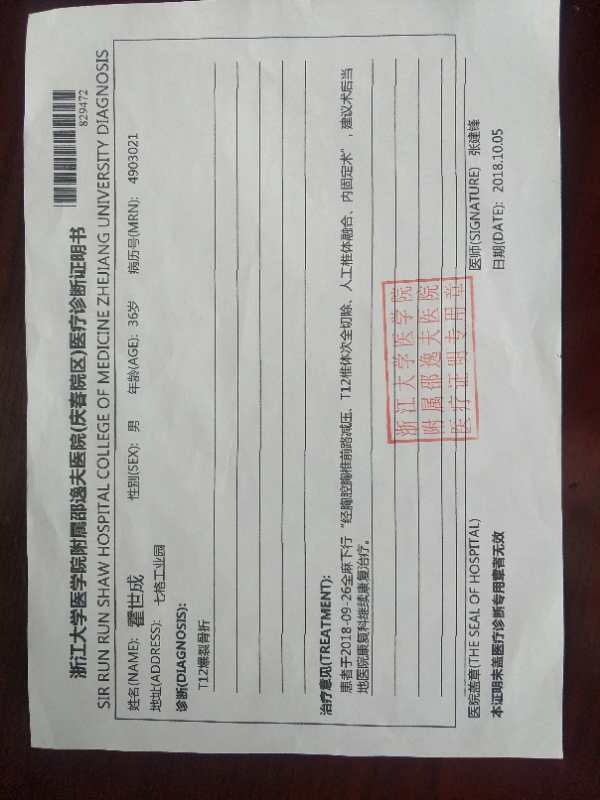 浙江大学医学院附属邵逸夫医院(庆春院区)医疗诊断证明书
829472
SIR RUN RUN SHAW HOSPITAL COLLEGE OF MEDICINE ZHEJIANG UNIVERSITY DIAGNOSIS
姓名(NAME): 霍世成 性别(SEX): 男 年龄(AGE): 36岁 病历号(MRN): 4903021
地址(ADDRESS): 七格工业园
诊断(DIAGNOSIS):
T12爆裂骨折
治疗意见(TREATMENT):
患者于2018-09-26全麻下行“经胸腔胸椎前路减压、T12椎体次全切除、人工椎体融合、内固定术”,建议术后当
地医院康复科继续康复治疗。
浙江大学医学院
附属邵逸夫医院
医疗证明专用章
医院盖章(THE SEAL OF HOSPITAL) 医师(SIGNATURE) 张建锋
本证明未盖医疗诊断专用章者无效 日期(DATE): 2018.10.05